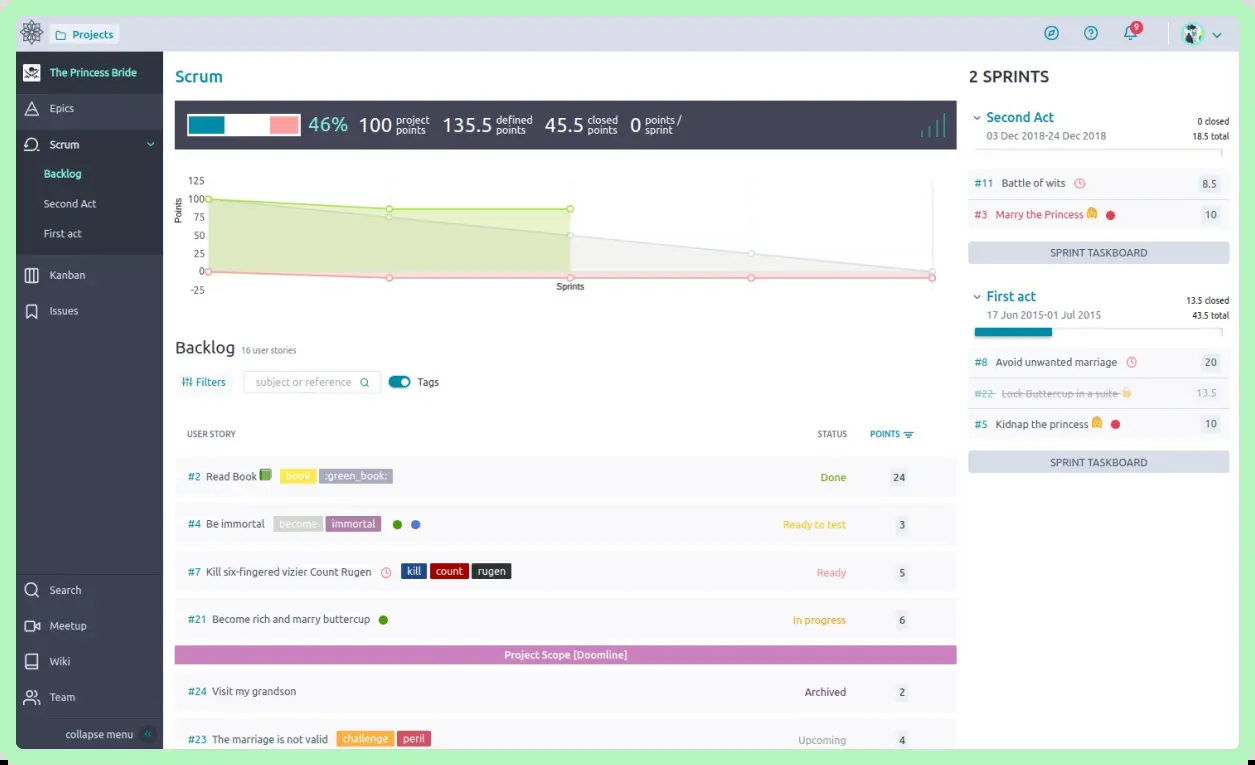 Projects
9
The Princess Bride
Epics
Scrum
Backlog
Second Act
First act
Kanban
Issues
Search
Meetup
Wiki
Team
collapse menu
Scrum
46% 100 project points 135.5 defined points 45.5 closed points 0 points / sprint
Points
125
100
75
50
25
0
-25
Sprints
Backlog 16 user stories
Filters subject or reference Tags
USER STORY STATUS POINTS
#2 Read Book book :green_book: Done 24
#4 Be immortal become immortal Ready to test 3
#7 Kill six-fingered vizier Count Rugen kill count rugen Ready 5
#21 Become rich and marry buttercup In progress 6
Project Scope [Doomline]
#24 Visit my grandson Archived 2
#23 The marriage is not valid challenge peril Upcoming 4
2 SPRINTS
Second Act 0 closed
03 Dec 2018-24 Dec 2018 18.5 total
#11 Battle of wits 8.5
#3 Marry the Princess 10
SPRINT TASKBOARD
First act 13.5 closed
17 Jun 2015-01 Jul 2015 43.5 total
#8 Avoid unwanted marriage 20
#22 Lock Buttercup in a suite 13.5
#5 Kidnap the princess 10
SPRINT TASKBOARD